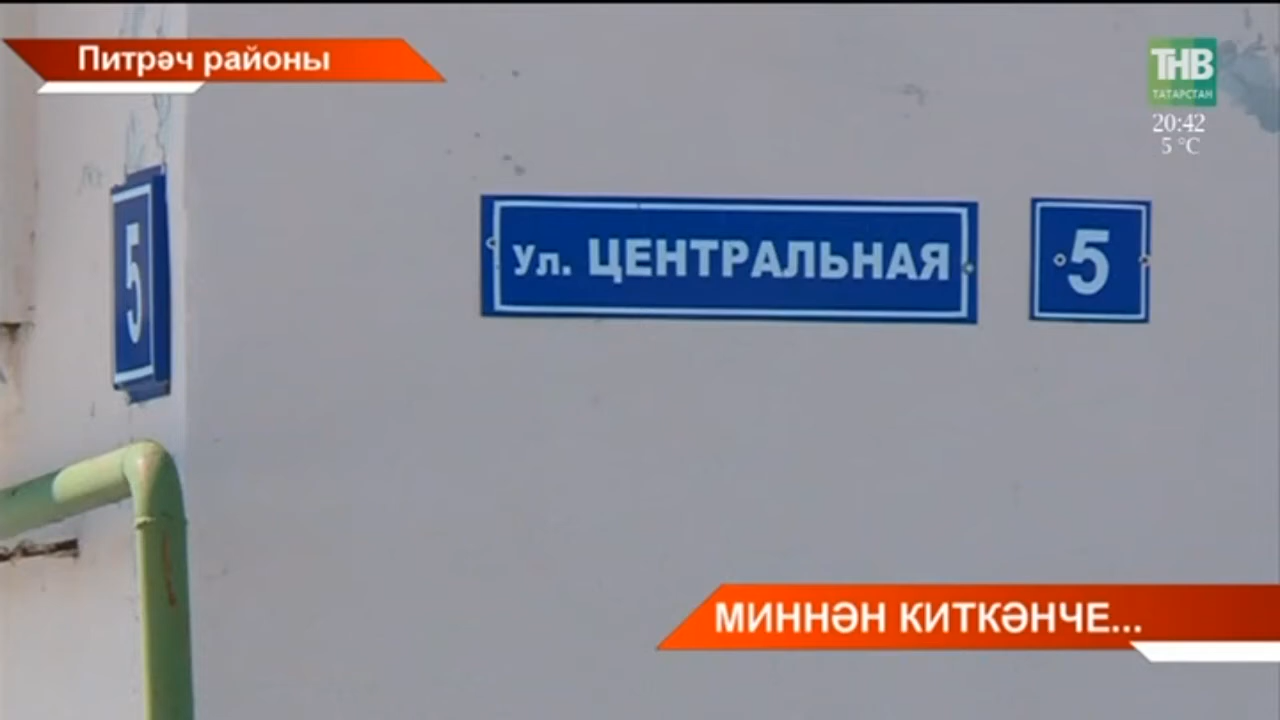 Питрәч районы
ТНВ
ТАТАРСТАН
20:42
5 °C
5
Ул. ЦЕНТРАЛЬНАЯ
5
МИННӘН КИТКӘНЧЕ...